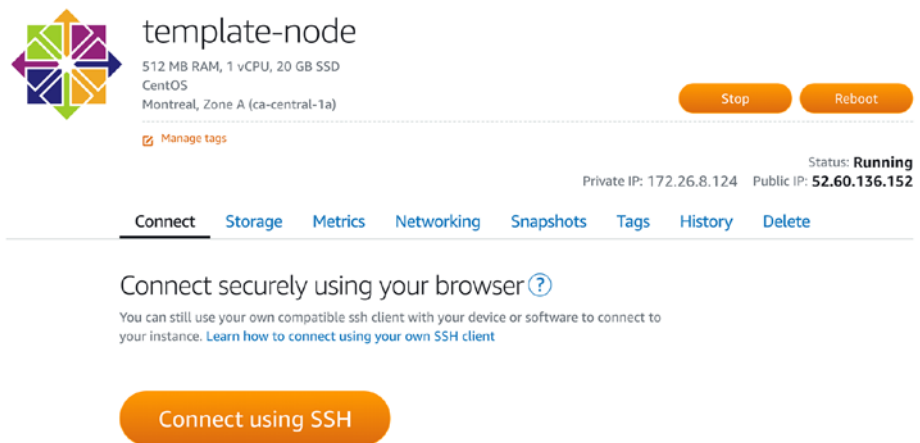 template-node
512 MB RAM, 1 vCPU, 20 GB SSD
CentOS
Montreal, Zone A (ca-central-1a)
Stop
Reboot
Manage tags
Status: Running
Private IP: 172.26.8.124 Public IP: 52.60.136.152
Connect Storage Metrics Networking Snapshots Tags History Delete
Connect securely using your browser ?
You can still use your own compatible ssh client with your device or software to connect to
your instance. Learn how to connect using your own SSH client
Connect using SSH